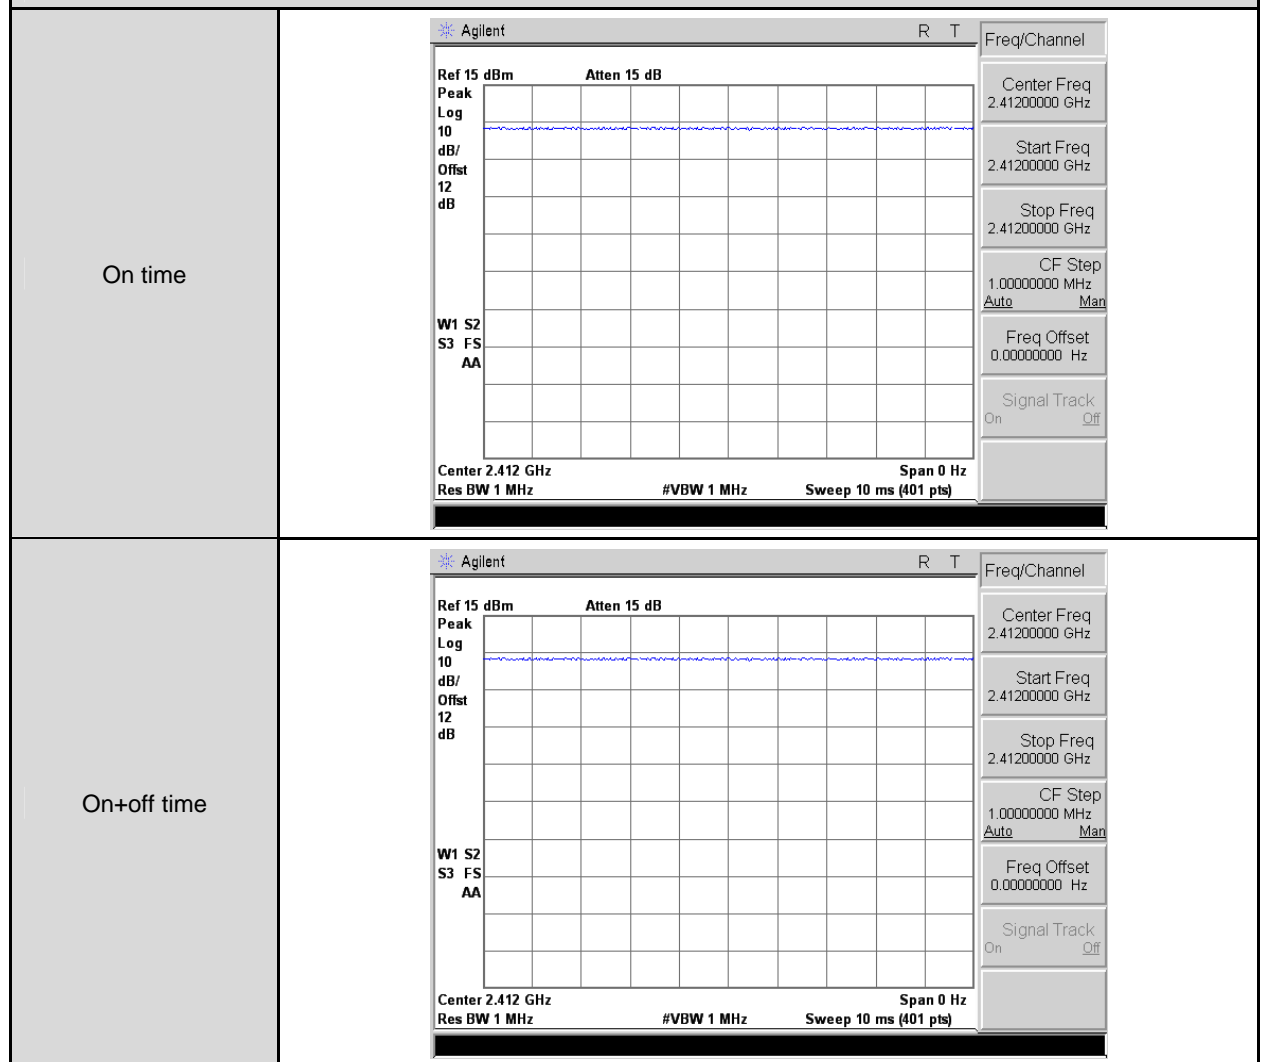 On time
Agilent
R T
Freq/Channel
Ref 15 dBm Atten 15 dB
Peak
Log
10
dB/
Offst
12
dB
W1 S2
S3 FS
AA
Center 2.412 GHz Span 0 Hz
Res BW 1 MHz #VBW 1 MHz Sweep 10 ms (401 pts)
Center Freq
2.41200000 GHz
Start Freq
2.41200000 GHz
Stop Freq
2.41200000 GHz
CF Step
1.00000000 MHz
Auto Man
Freq Offset
0.00000000 Hz
Signal Track
On Off
On+off time
Agilent
R T
Freq/Channel
Ref 15 dBm Atten 15 dB
Peak
Log
10
dB/
Offst
12
dB
W1 S2
S3 FS
AA
Center 2.412 GHz Span 0 Hz
Res BW 1 MHz #VBW 1 MHz Sweep 10 ms (401 pts)
Center Freq
2.41200000 GHz
Start Freq
2.41200000 GHz
Stop Freq
2.41200000 GHz
CF Step
1.00000000 MHz
Auto Man
Freq Offset
0.00000000 Hz
Signal Track
On Off